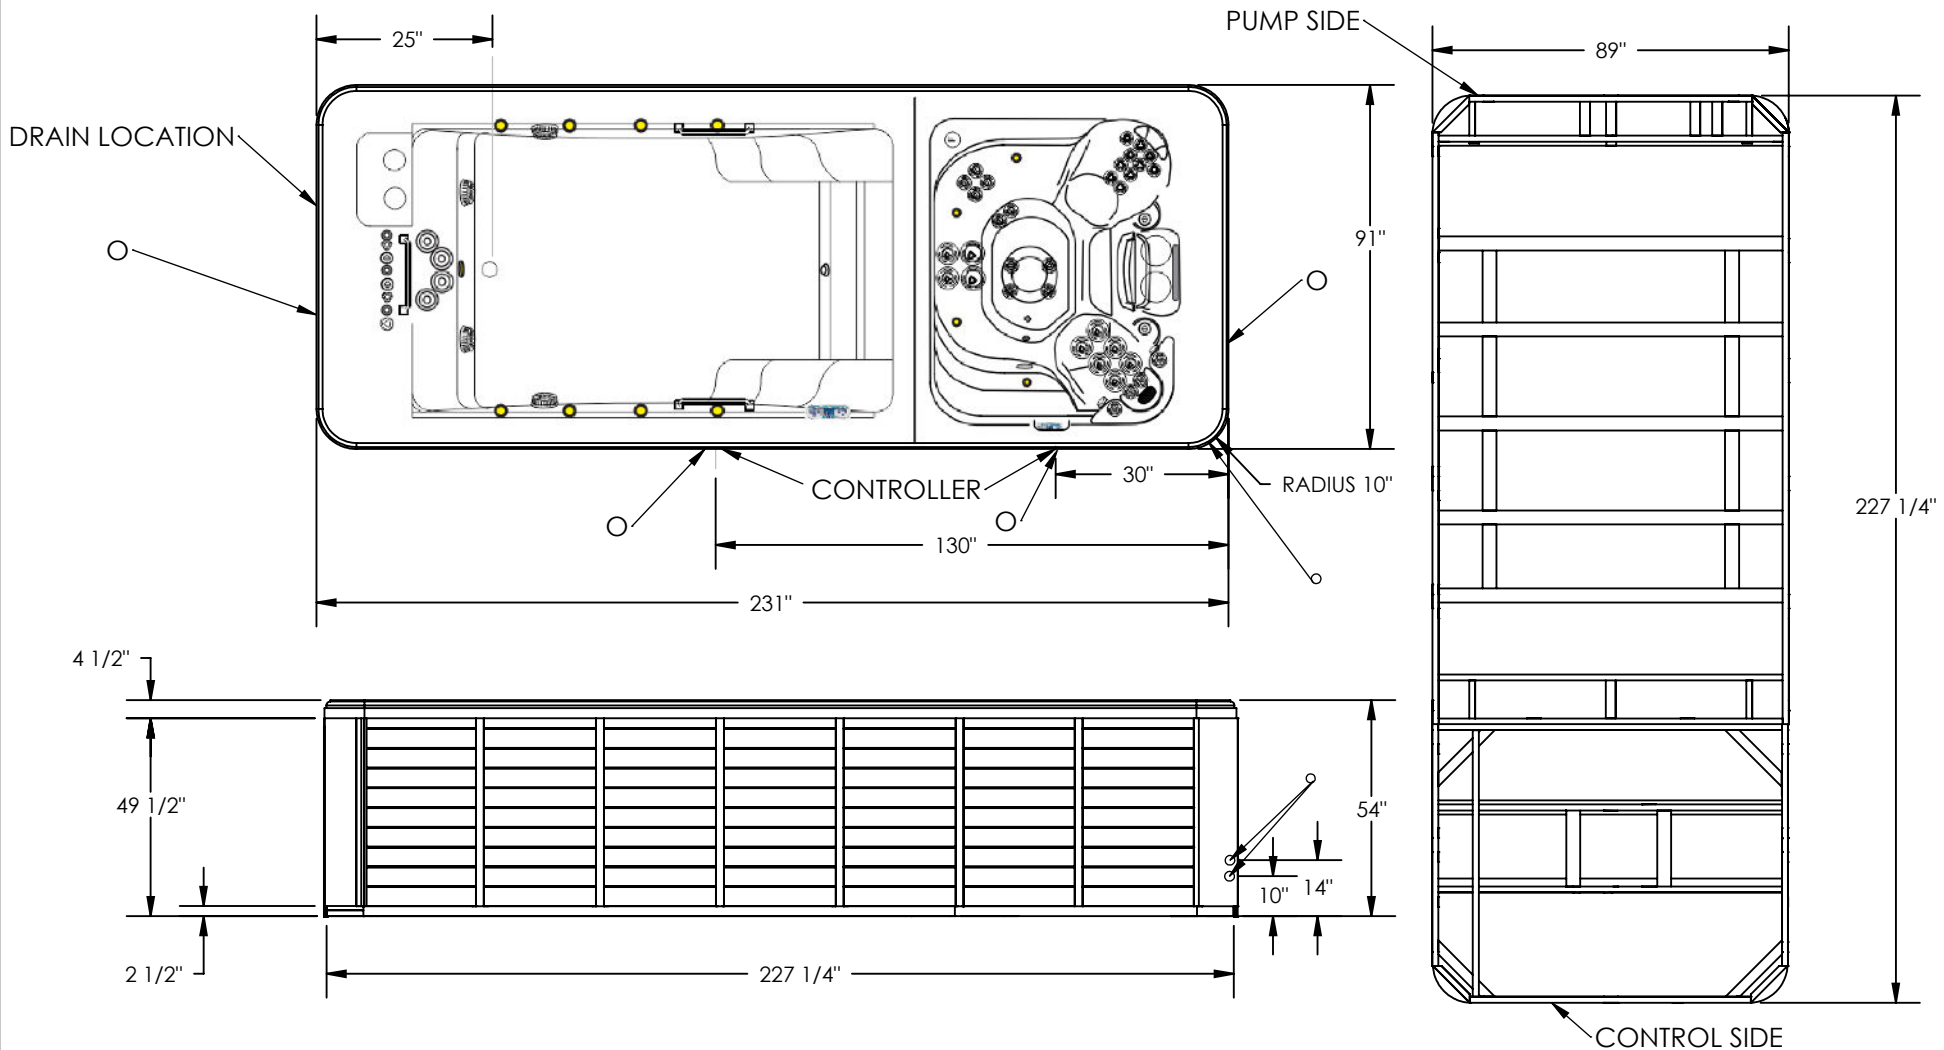 PUMP SIDE
25"
89"
DRAIN LOCATION
91"
30"
CONTROLLER
RADIUS 10"
227 1/4"
130"
231"
4 1/2"
49 1/2"
54"
14"
10"
2 1/2"
227 1/4"
CONTROL SIDE